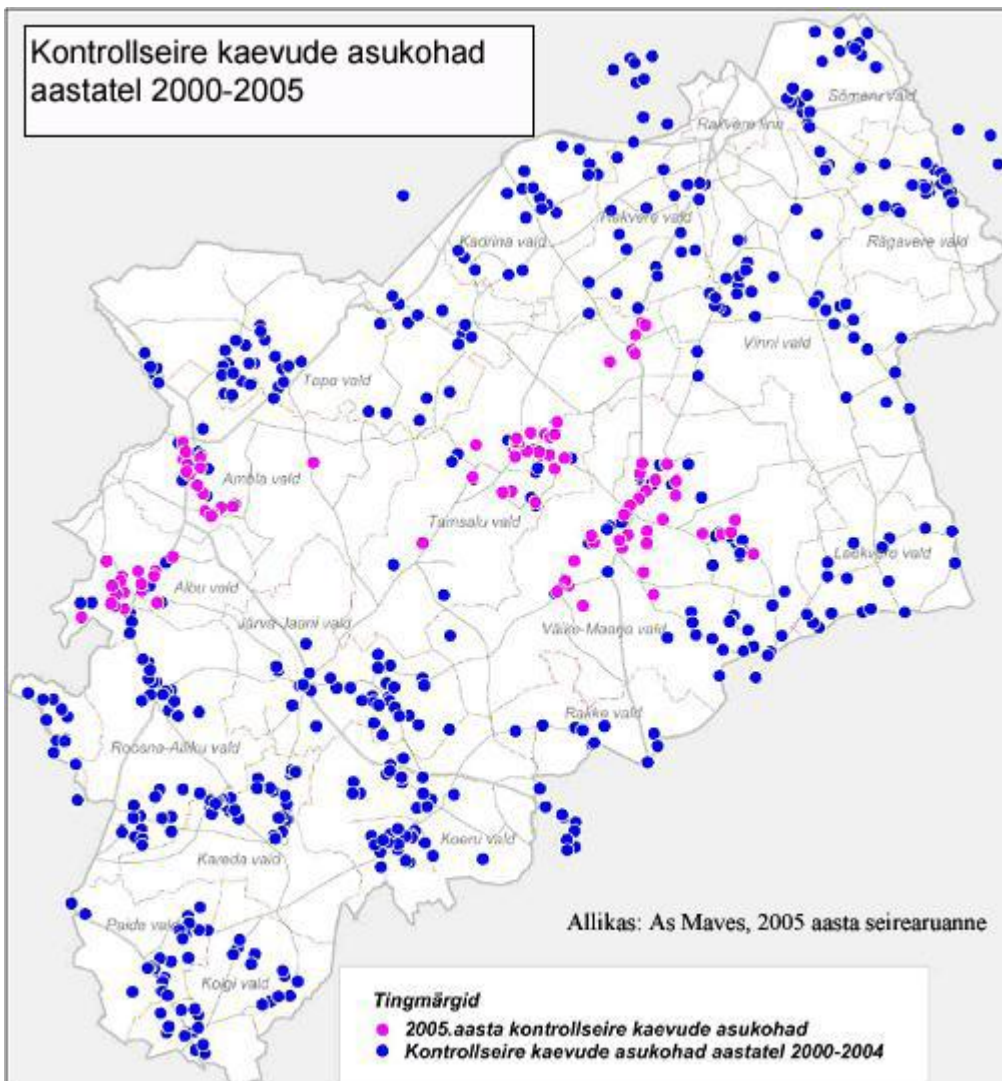 Kontrollseire kaevude asukohad
aastatel 2000-2005
Sõmeru vald
Rakvere linn
Rakvere vald
Kadrina vald
Rägavere vald
Vinni vald
Tapa vald
Ambla vald
Tamsalu vald
Laekvere vald
Albu vald
Järva-Jaani vald
Väike-Maarja vald
Rakke vald
Roosna-Alliku vald
Koeru vald
Kareda vald
Paide vald
Koigi vald
Allikas: As Maves, 2005 aasta seirearuanne
Tingmärgid
2005.aasta kontrollseire kaevude asukohad
Kontrollseire kaevude asukohad aastatel 2000-2004